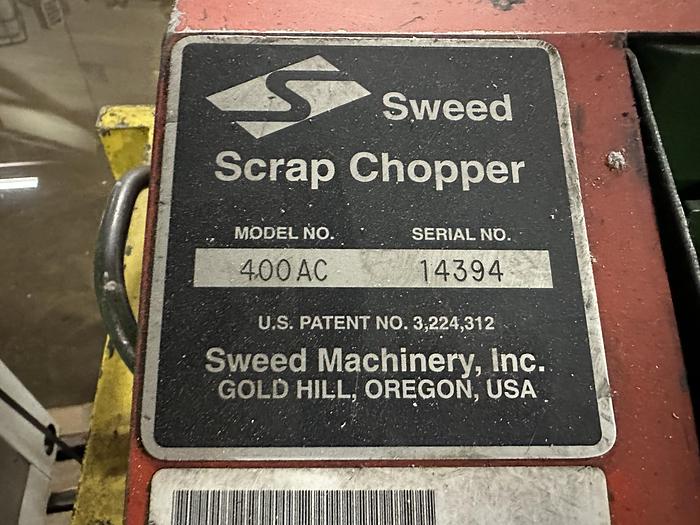 Sweed
Scrap Chopper
MODEL NO. SERIAL NO.
400AC 14394
U.S. PATENT NO. 3,224,312
Sweed Machinery, Inc.
GOLD HILL, OREGON, USA